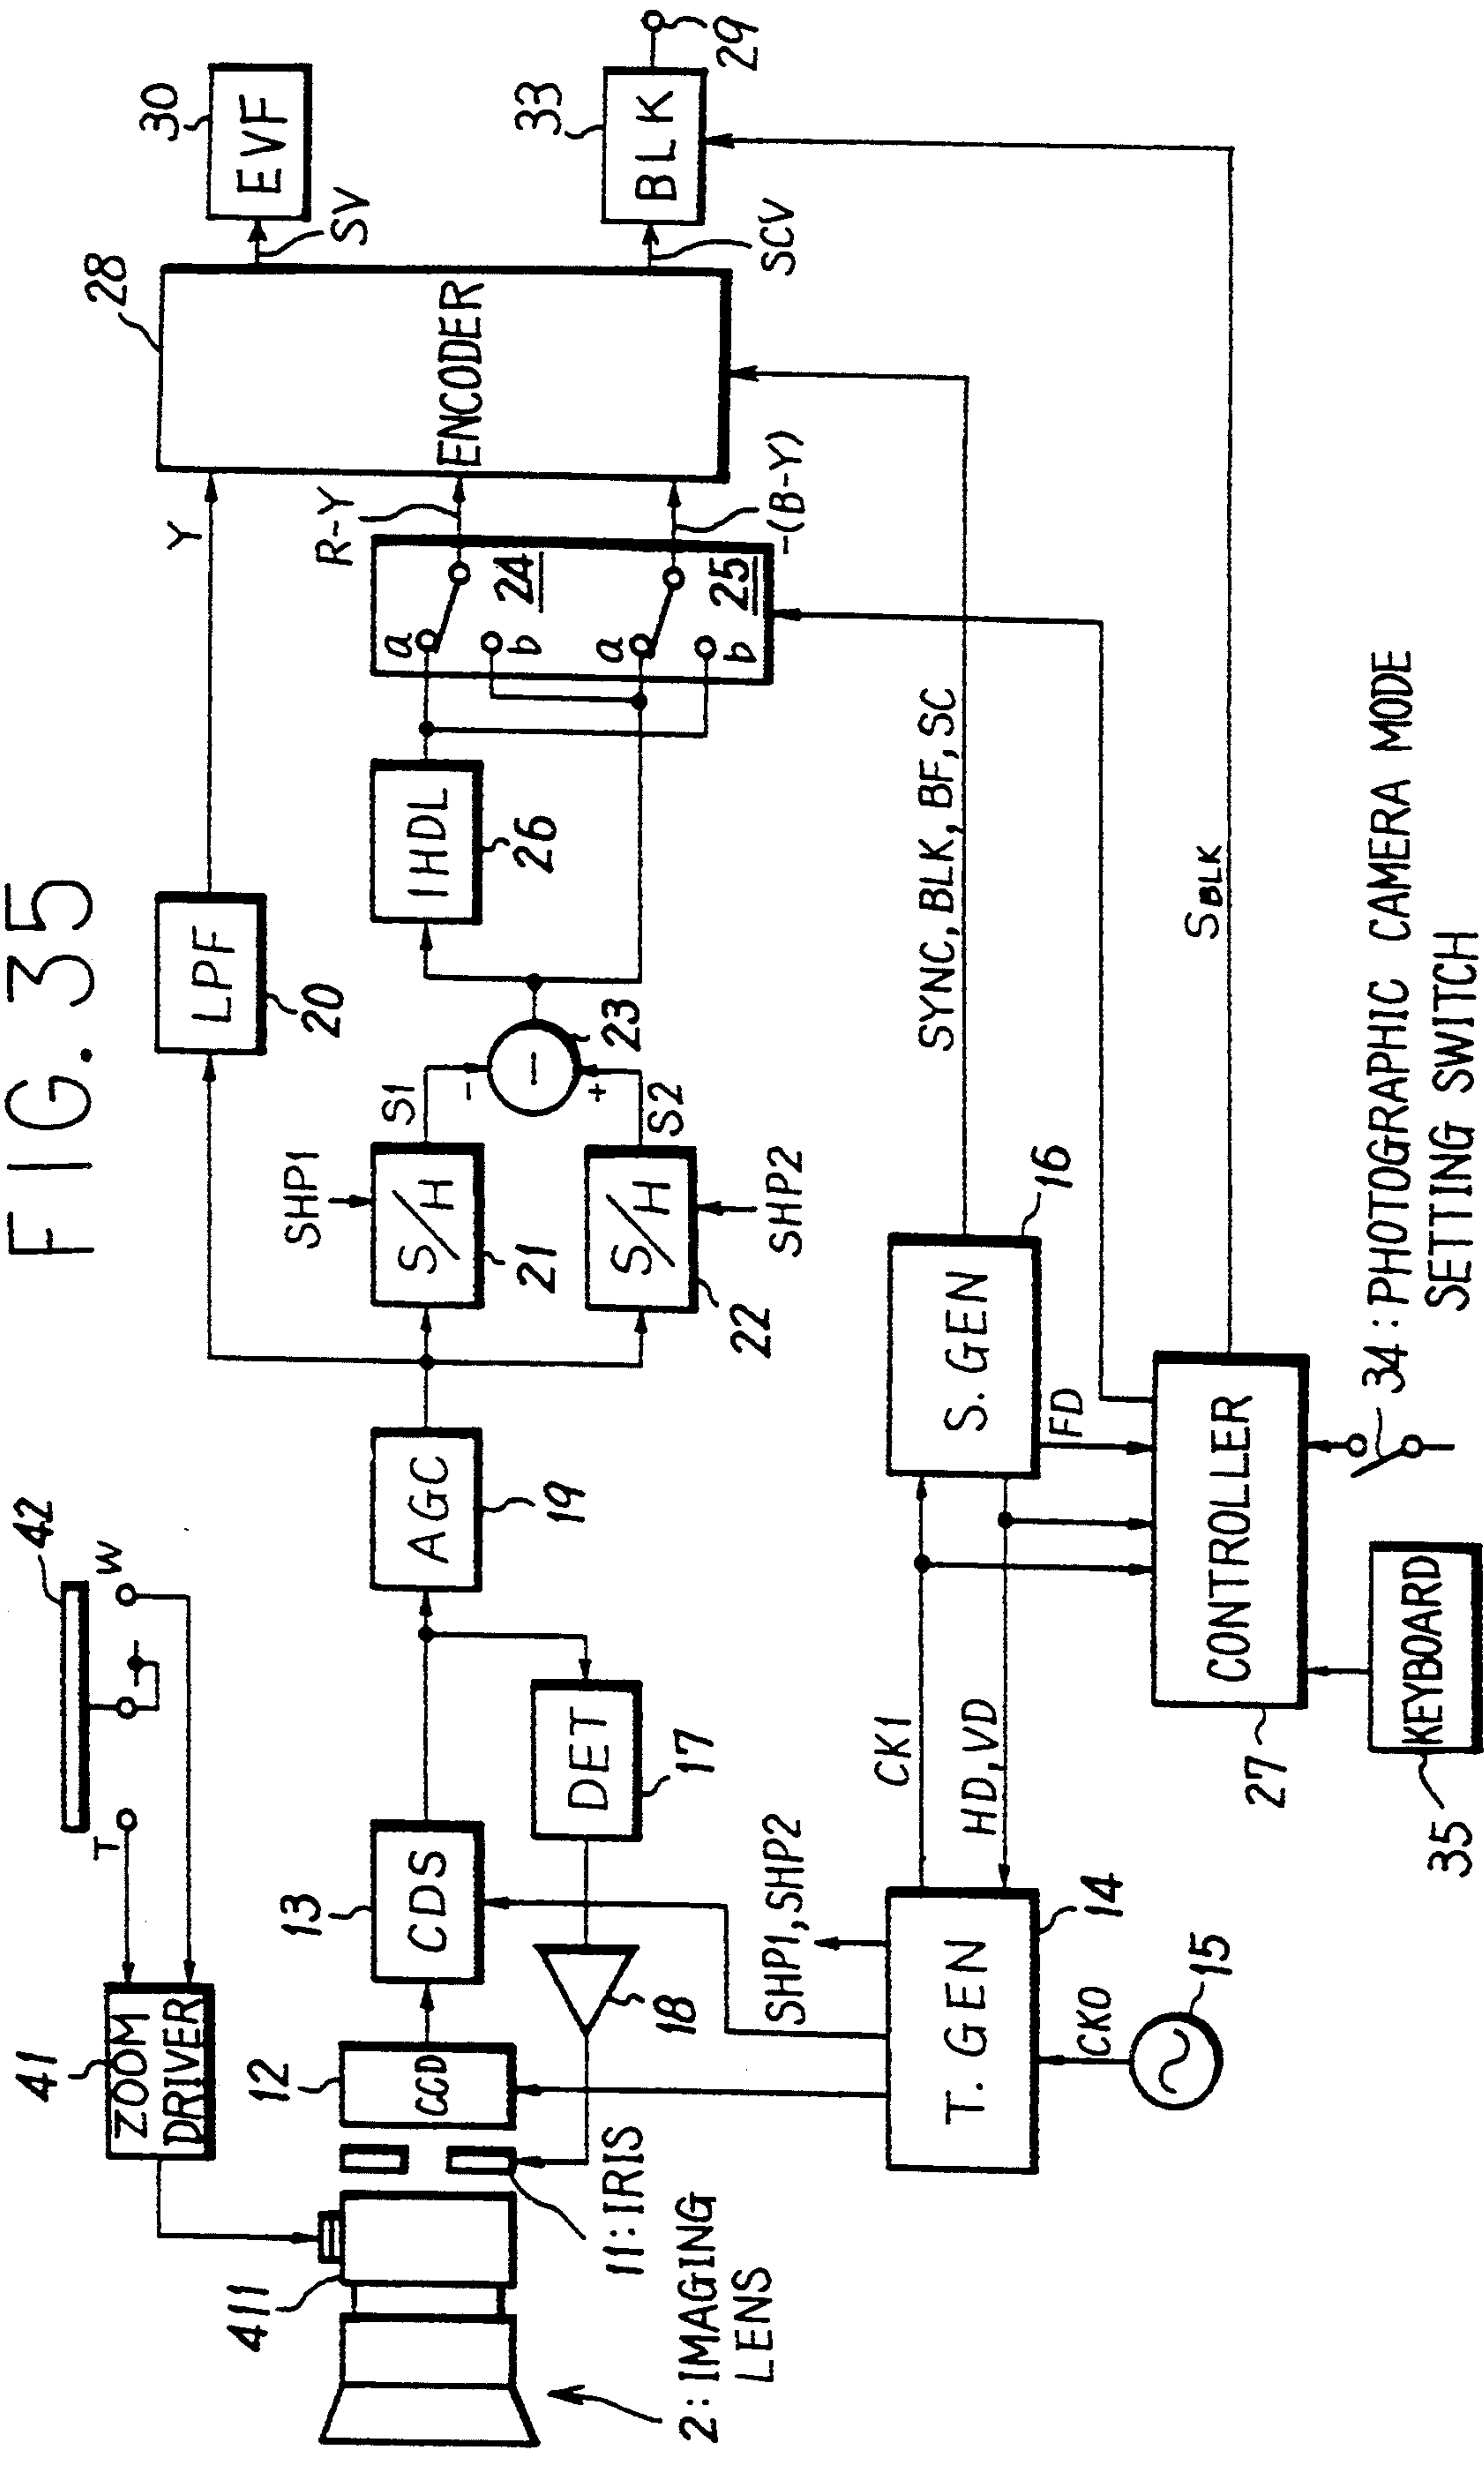 FIG. 35
42
T
W
41
ZOOM
DRIVER
411
2: IMAGING
LENS
11: IRIS
12
CCD
13
CDS
DET
17
18
AGC
19
LPF
20
Y
SHP1
S/H
21
S1
-
S/H
22
SHP2
S2
+
−
23
IHDL
26
a
b
24
a
b
25
R-Y
-(B-Y)
ENCODER
28
SV
EVF
30
SCV
BLK
33
29
SHP1, SHP2
T. GEN
14
CKO
15
CK1
HD, VD
S. GEN
16
FD
SYNC, BLK, BF, SC
SBLK
CONTROLLER
27
KEYBOARD
35
34: PHOTOGRAPHIC CAMERA MODE
SETTING SWITCH